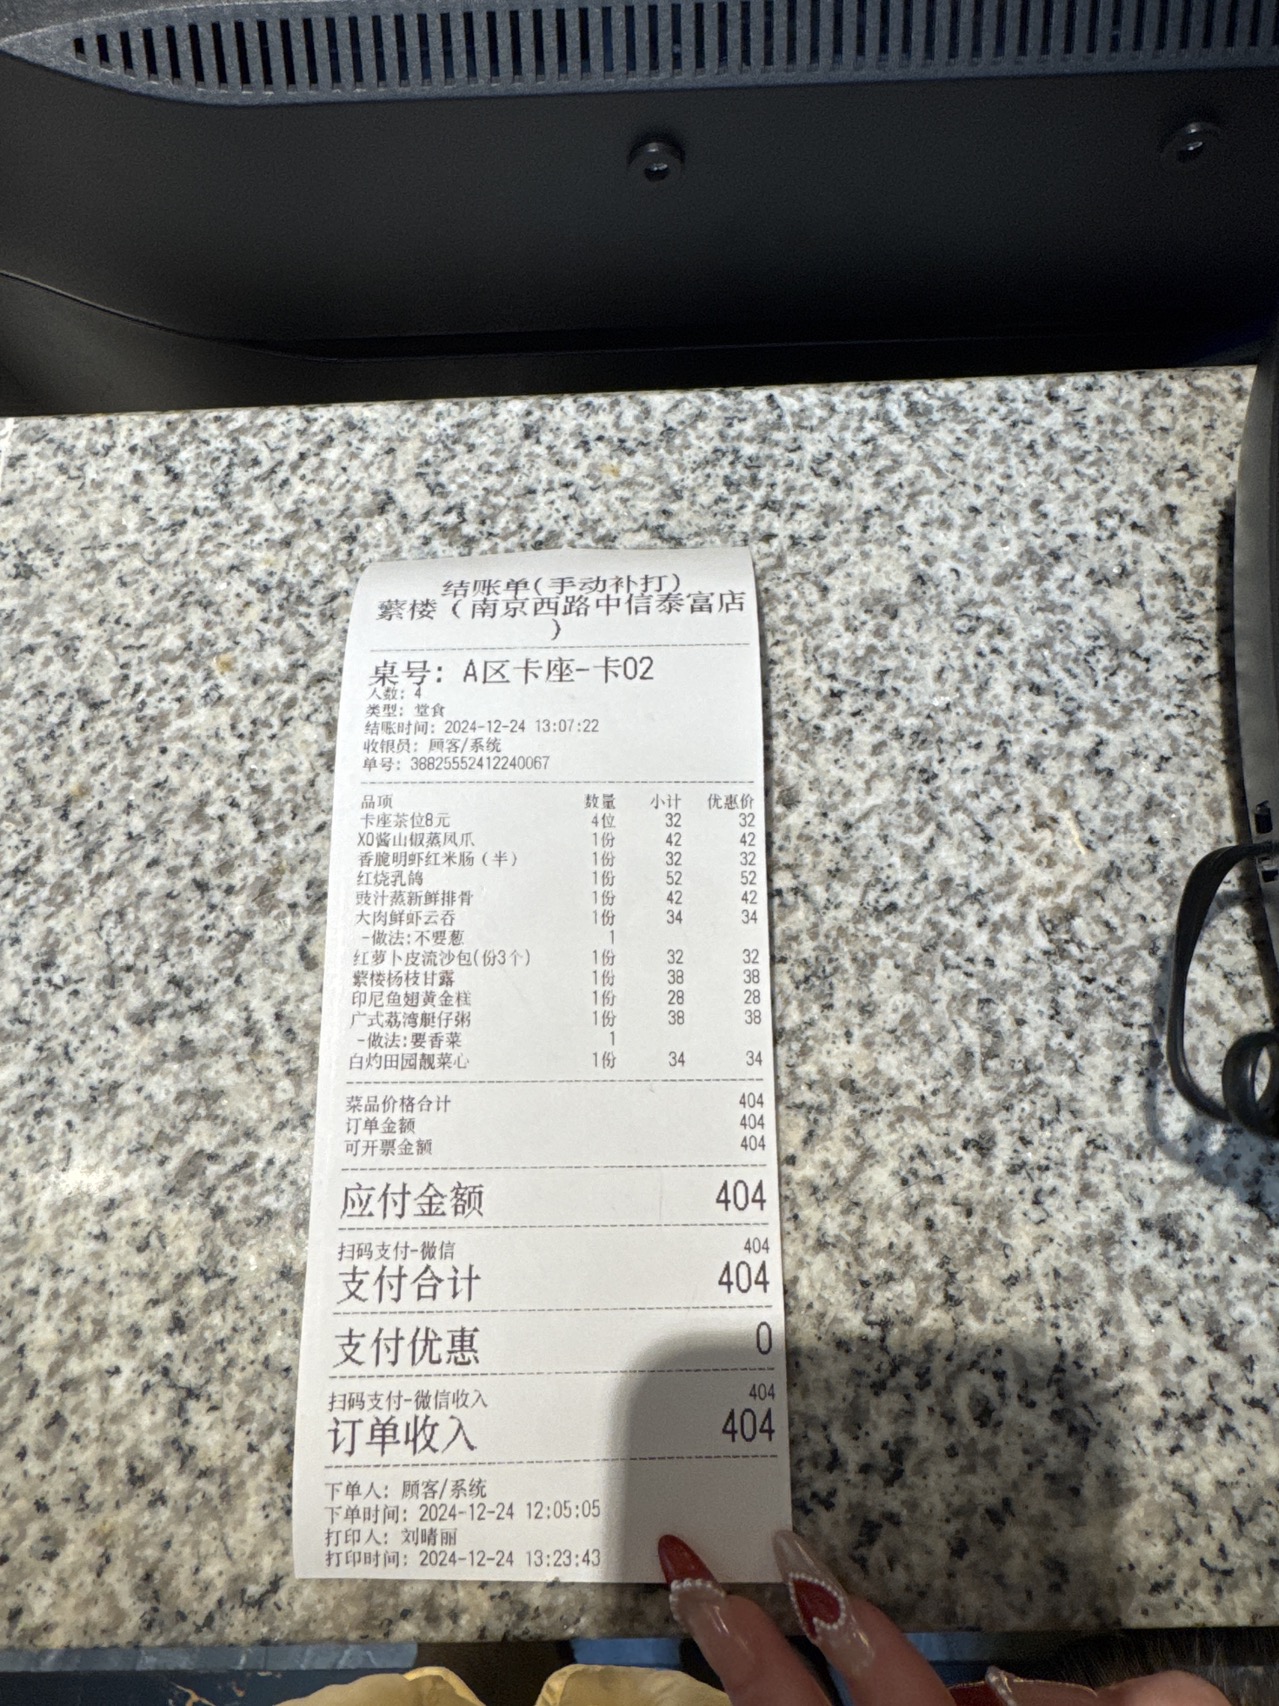 结账单(手动补打)
蘩楼（南京西路中信泰富店
）
桌号: A区卡座-卡02
人数: 4
类型: 堂食
结账时间: 2024-12-24 13:07:22
收银员: 顾客/系统
单号: 38825552412240067
品项 数量 小计 优惠价
卡座茶位8元 4位 32 32
XO酱山椒蒸凤爪 1份 42 42
香脆明虾红米肠（半） 1份 32 32
红烧乳鸽 1份 52 52
豉汁蒸新鲜排骨 1份 42 42
大肉鲜虾云吞 1份 34 34
-做法:不要葱 1
红萝卜皮流沙包(份3个) 1份 32 32
蘩楼杨枝甘露 1份 38 38
印尼鱼翅黄金糕 1份 28 28
广式荔湾艇仔粥 1份 38 38
-做法:要香菜 1
白灼田园靓菜心 1份 34 34
菜品价格合计 404
订单金额 404
可开票金额 404
应付金额 404
扫码支付-微信 404
支付合计 404
支付优惠 0
扫码支付-微信收入 404
订单收入 404
下单人: 顾客/系统
下单时间: 2024-12-24 12:05:05
打印人: 刘晴丽
打印时间: 2024-12-24 13:23:43